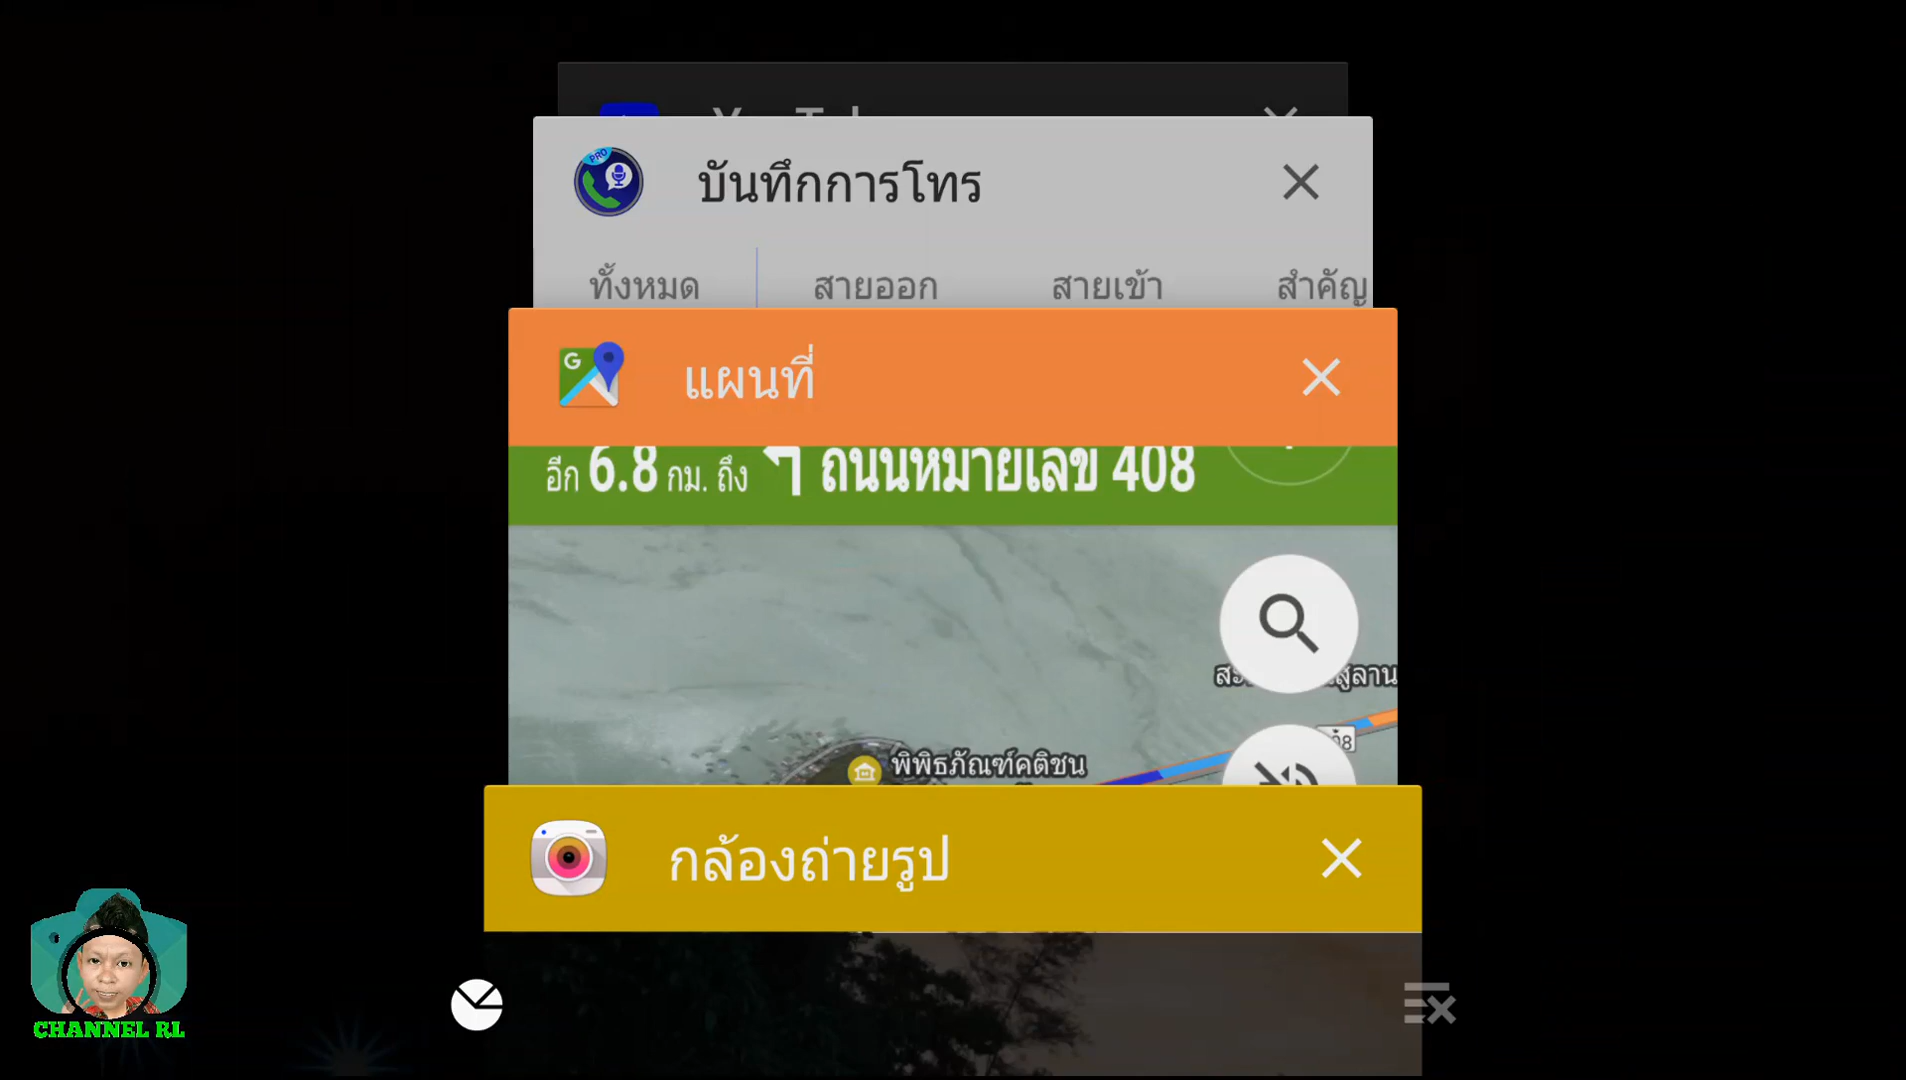 บันทึกการโทร
PRO
ทั้งหมด สายออก สายเข้า สำคัญ
แผนที่
G
อีก 6.8 กม. ถึง ถนนหมายเลข 408
พิพิธภัณฑ์คติชน
กล้องถ่ายรูป
CHANNEL RL